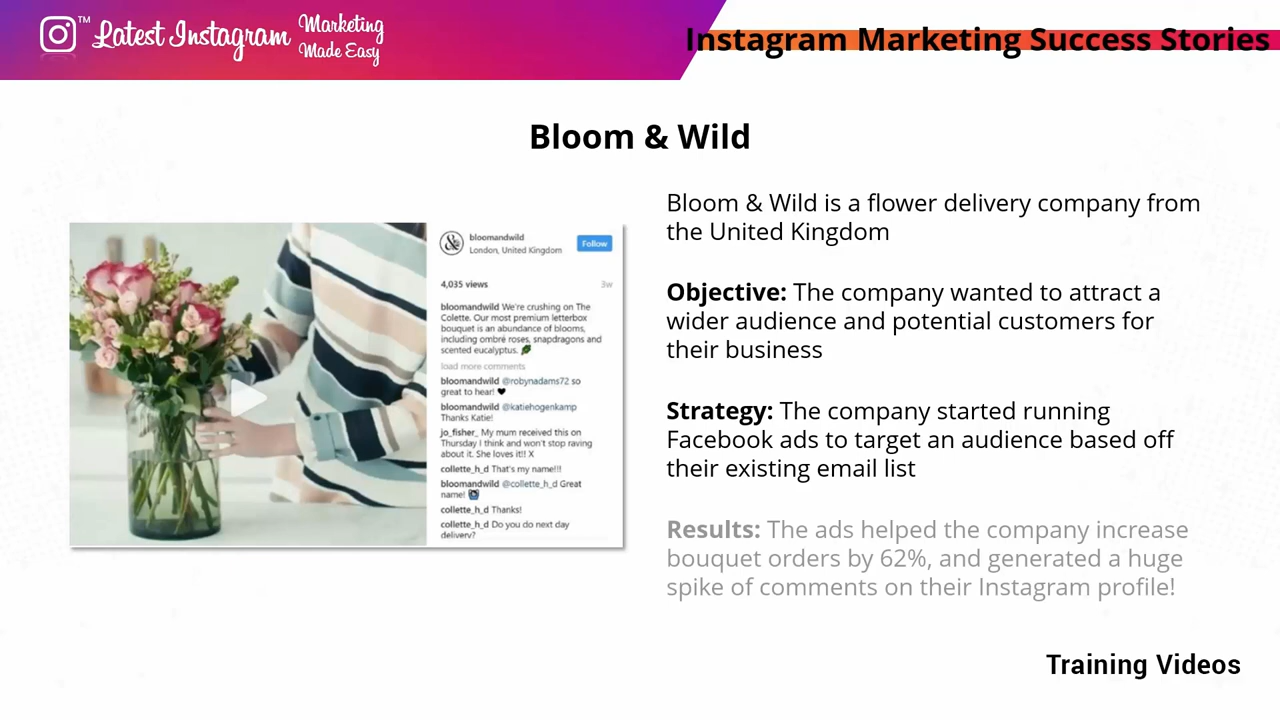 TM
Latest Instagram
Marketing
Made Easy
Instagram Marketing Success Stories
Bloom & Wild
bloomandwild
London, United Kingdom
Follow
4,035 views
3w
bloomandwild We're crushing on The
Colette. Our most premium letterbox
bouquet is an abundance of blooms,
including ombré roses, snapdragons and
scented eucalyptus.
load more comments
bloomandwild @robynadams72 so
great to hear! ♥
bloomandwild @katiehogenkamp
Thanks Katie!
jo_fisher_ My mum received this on
Thursday I think and won't stop raving
about it. She loves it!! X
collette_h_d That's my name!!!
bloomandwild @collette_h_d Great
name!
collette_h_d Thanks!
collette_h_d Do you do next day
delivery?
Bloom & Wild is a flower delivery company from
the United Kingdom
Objective: The company wanted to attract a
wider audience and potential customers for
their business
Strategy: The company started running
Facebook ads to target an audience based off
their existing email list
Results: The ads helped the company increase
bouquet orders by 62%, and generated a huge
spike of comments on their Instagram profile!
Training Videos